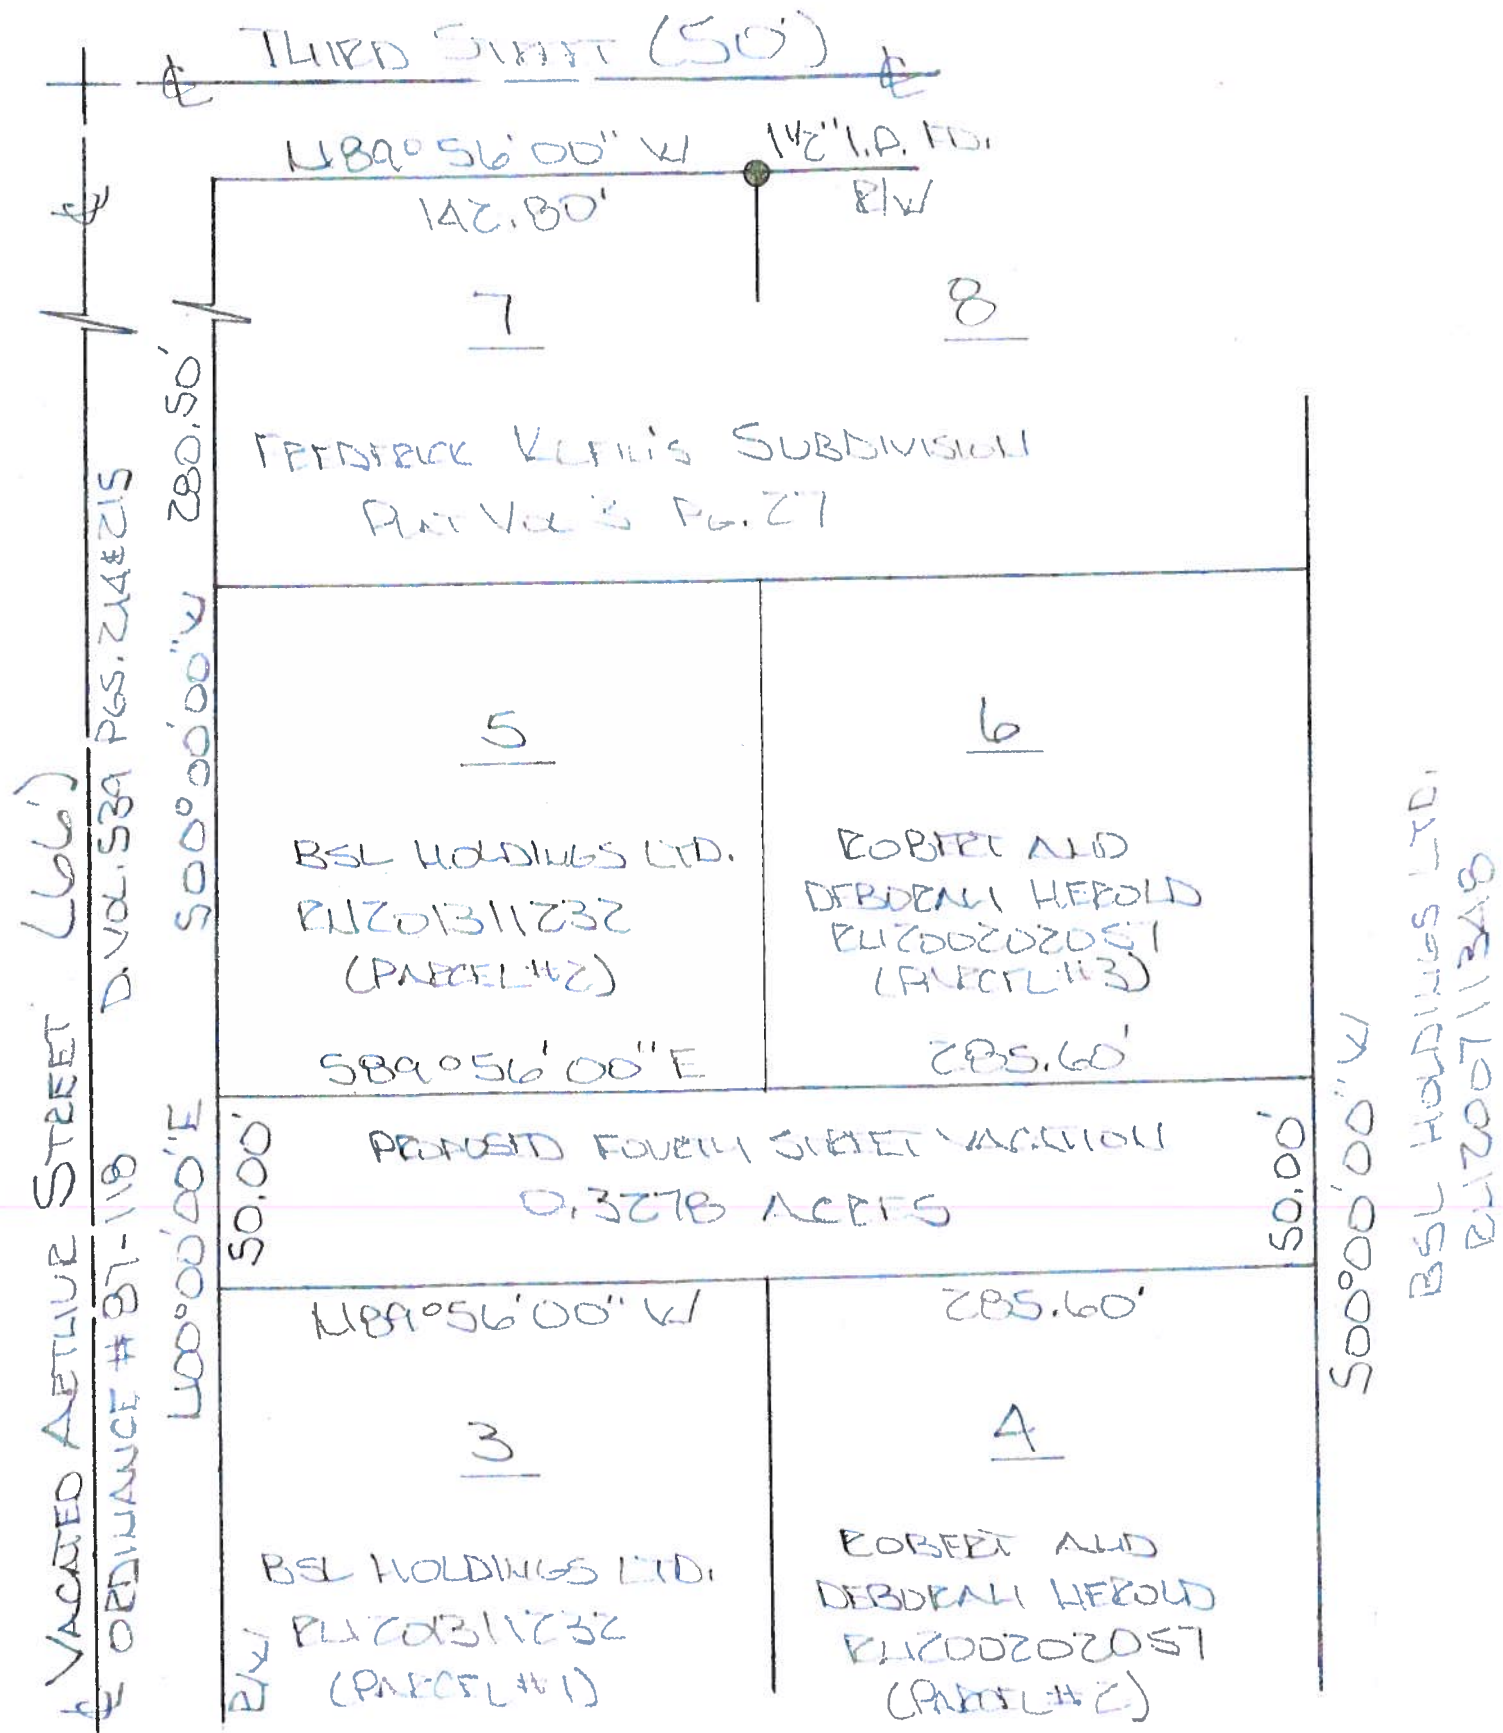 THIRD STREET (50')
N89°56'00" W
1 1/2" I.P. FD.
142.80'
R/W
7
8
280.50'
FREDERICK KLEIN'S SUBDIVISION
PLAT VOL 3 PG. 27
S00°00'00" W
5
6
BSL HOLDINGS LTD.
RN201311232
(PARCEL #2)
ROBERT AND
DEBORAH HEROLD
RN200202057
(PARCEL #3)
S89°56'00" E
285.60'
N00°00'00" E
50.00'
PROPOSED FOURTH STREET VACATION
0.3278 ACRES
50.00'
S00°00'00" W
N89°56'00" W
285.60'
3
4
BSL HOLDINGS LTD.
RN201311232
(PARCEL #1)
ROBERT AND
DEBORAH HEROLD
RN200202057
(PARCEL #2)
R/W
VACATED ARTHUR STREET (66')
ORDINANCE #87-118 D.VOL.539 PGS.214&215
BSL HOLDINGS LTD.
RN200711348